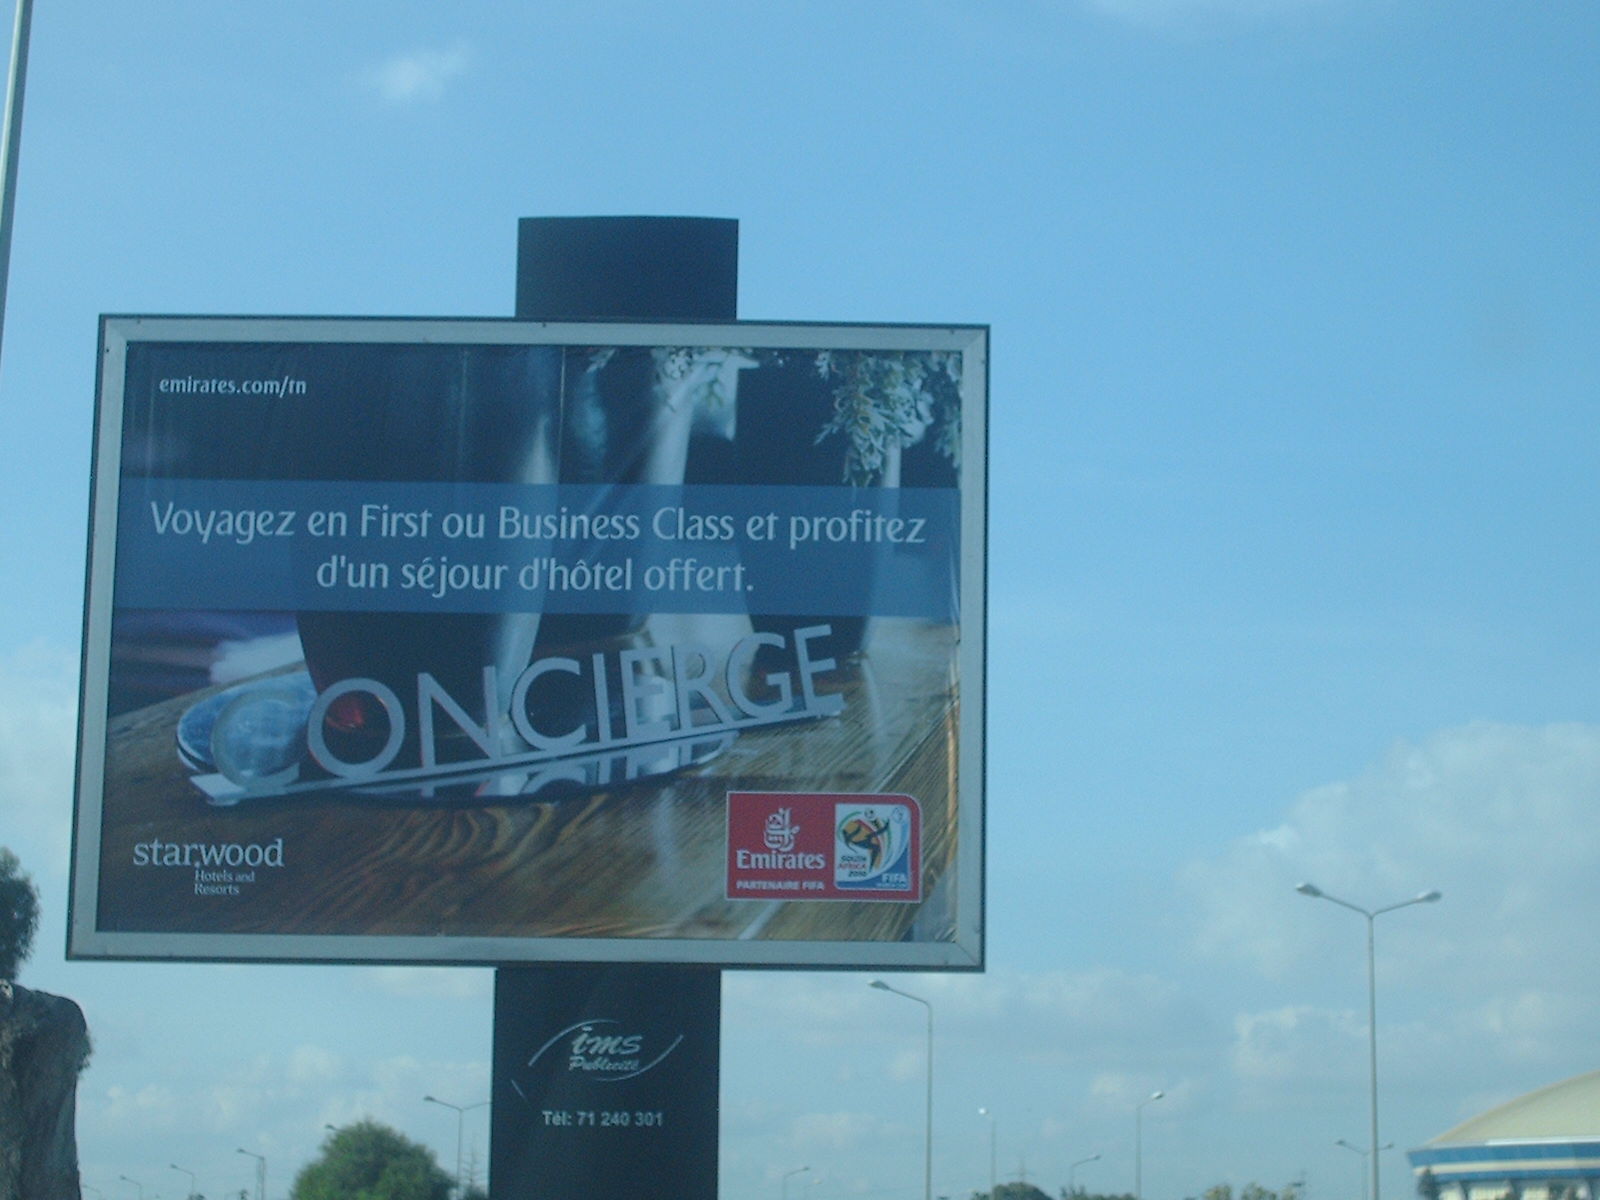 emirates.com/tn
Voyagez en First ou Business Class et profitez
d'un séjour d'hôtel offert.
CONCIERGE
starwood
Hotels and
Resorts
Emirates
PARTENAIRE FIFA
SOUTH
AFRICA
2010
FIFA
ims
Publicité
Tél: 71 240 301